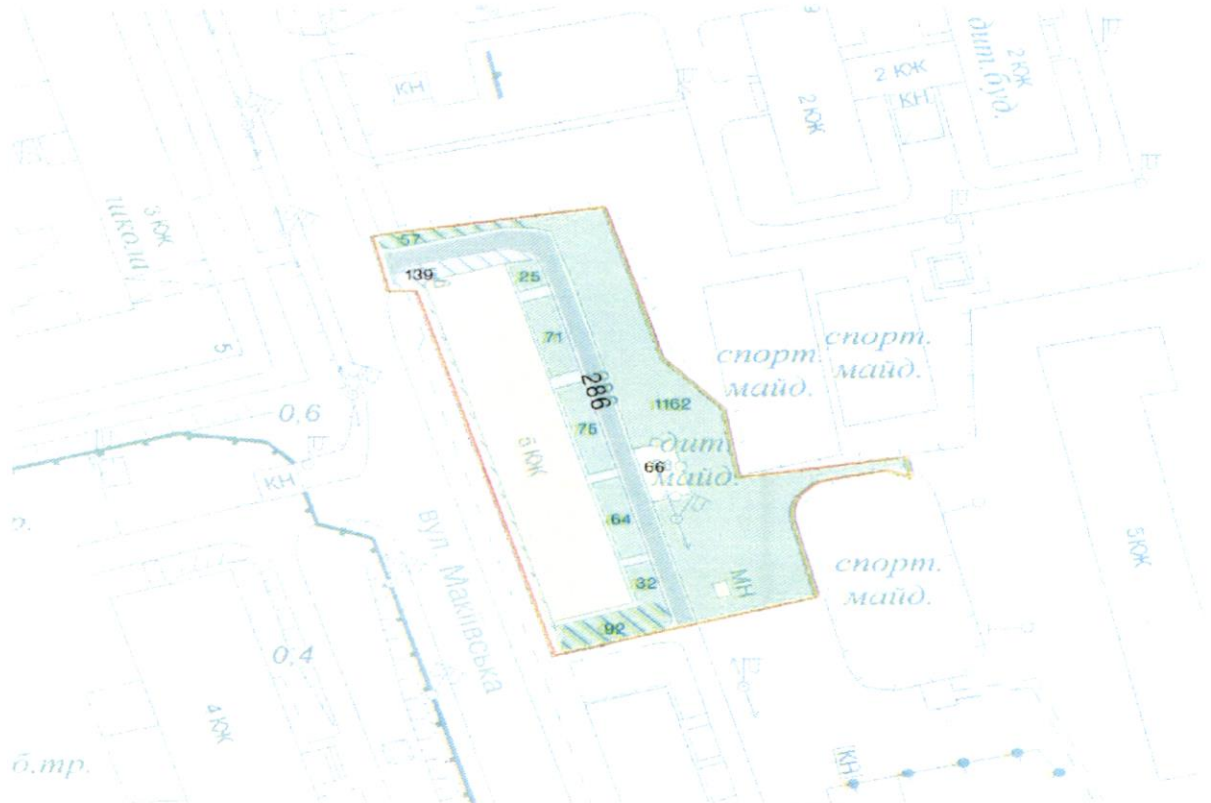 2 КЖ
дит.буд.
2 КЖ
КН
2 КЖ
КН
3 КЖ
школа
57
139
25
71
286
1162
75
спорт.
майд.
спорт.
майд.
5
0,6
дит.
майд.
66
5 КЖ
КН
64
вул. Макіївська
32
МН
92
спорт.
майд.
5 КЖ
0,4
4 КЖ
б.тр.
КН